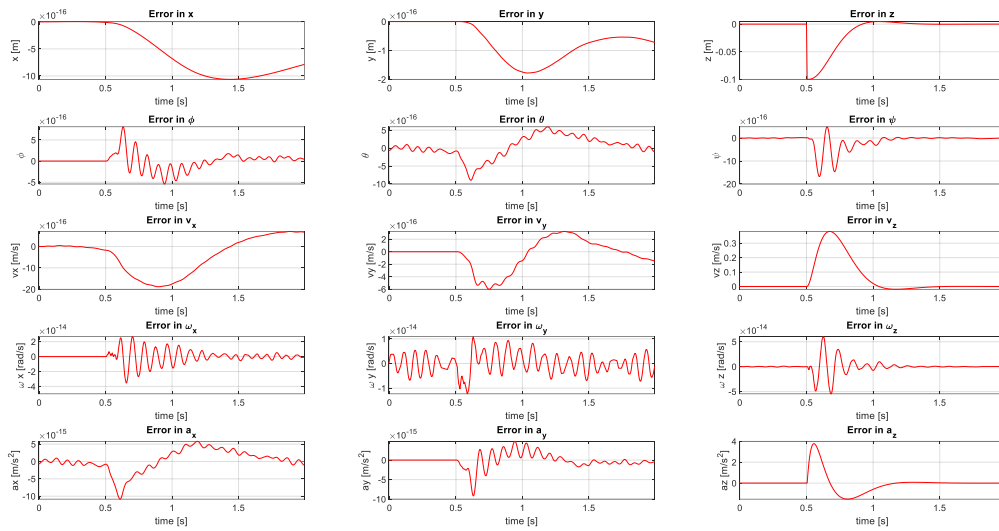 Error in x
×10⁻¹⁶
0
-5
-10
x [m]
0 0.5 1 1.5
time [s]
Error in y
×10⁻¹⁶
0
-1
-2
y [m]
0 0.5 1 1.5
time [s]
Error in z
0
-0.05
-0.1
z [m]
0 0.5 1 1.5
time [s]
Error in ϕ
×10⁻¹⁶
5
0
-5
ϕ
0 0.5 1 1.5
time [s]
Error in θ
×10⁻¹⁶
5
0
-5
-10
θ
0 0.5 1 1.5
time [s]
Error in ψ
×10⁻¹⁶
0
-10
-20
ψ
0 0.5 1 1.5
time [s]
Error in vₓ
×10⁻¹⁶
0
-10
-20
vx [m/s]
0 0.5 1 1.5
time [s]
Error in v_y
×10⁻¹⁶
2
0
-2
-4
-6
vy [m/s]
0 0.5 1 1.5
time [s]
Error in v_z
0.3
0.2
0.1
0
vz [m/s]
0 0.5 1 1.5
time [s]
Error in ωₓ
×10⁻¹⁴
2
0
-2
-4
ω x [rad/s]
0 0.5 1 1.5
time [s]
Error in ω_y
×10⁻¹⁴
1
0
-1
ω y [rad/s]
0 0.5 1 1.5
time [s]
Error in ω_z
×10⁻¹⁴
5
0
-5
ω z [rad/s]
0 0.5 1 1.5
time [s]
Error in aₓ
×10⁻¹⁵
5
0
-5
-10
ax [m/s²]
0 0.5 1 1.5
time [s]
Error in a_y
×10⁻¹⁵
0
-5
-10
ay [m/s²]
0 0.5 1 1.5
time [s]
Error in a_z
4
2
0
az [m/s²]
0 0.5 1 1.5
time [s]